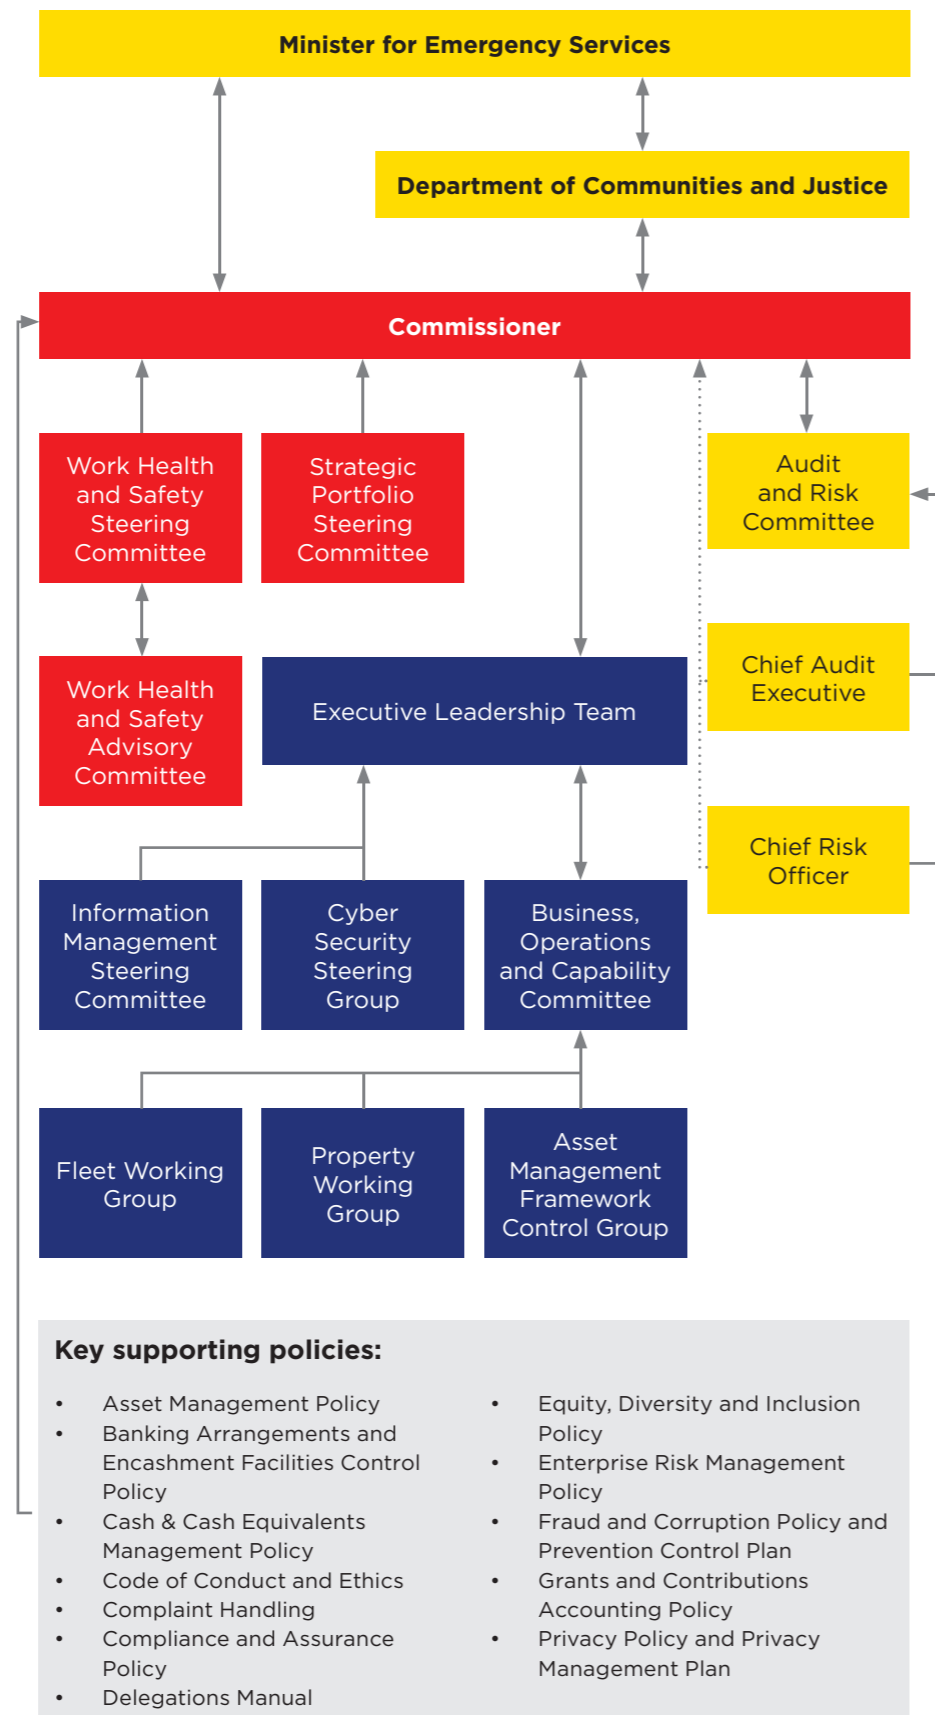 Minister for Emergency Services
Department of Communities and Justice
Commissioner
Work Health
and Safety
Steering
Committee
Strategic
Portfolio
Steering
Committee
Audit
and Risk
Committee
Work Health
and Safety
Advisory
Committee
Executive Leadership Team
Chief Audit
Executive
Chief Risk
Officer
Information
Management
Steering
Committee
Cyber
Security
Steering
Group
Business,
Operations
and Capability
Committee
Fleet Working
Group
Property
Working
Group
Asset
Management
Framework
Control Group
Key supporting policies:
• Asset Management Policy
• Banking Arrangements and
Encashment Facilities Control
Policy
• Cash & Cash Equivalents
Management Policy
• Code of Conduct and Ethics
• Complaint Handling
• Compliance and Assurance
Policy
• Delegations Manual
• Equity, Diversity and Inclusion
Policy
• Enterprise Risk Management
Policy
• Fraud and Corruption Policy and
Prevention Control Plan
• Grants and Contributions
Accounting Policy
• Privacy Policy and Privacy
Management Plan